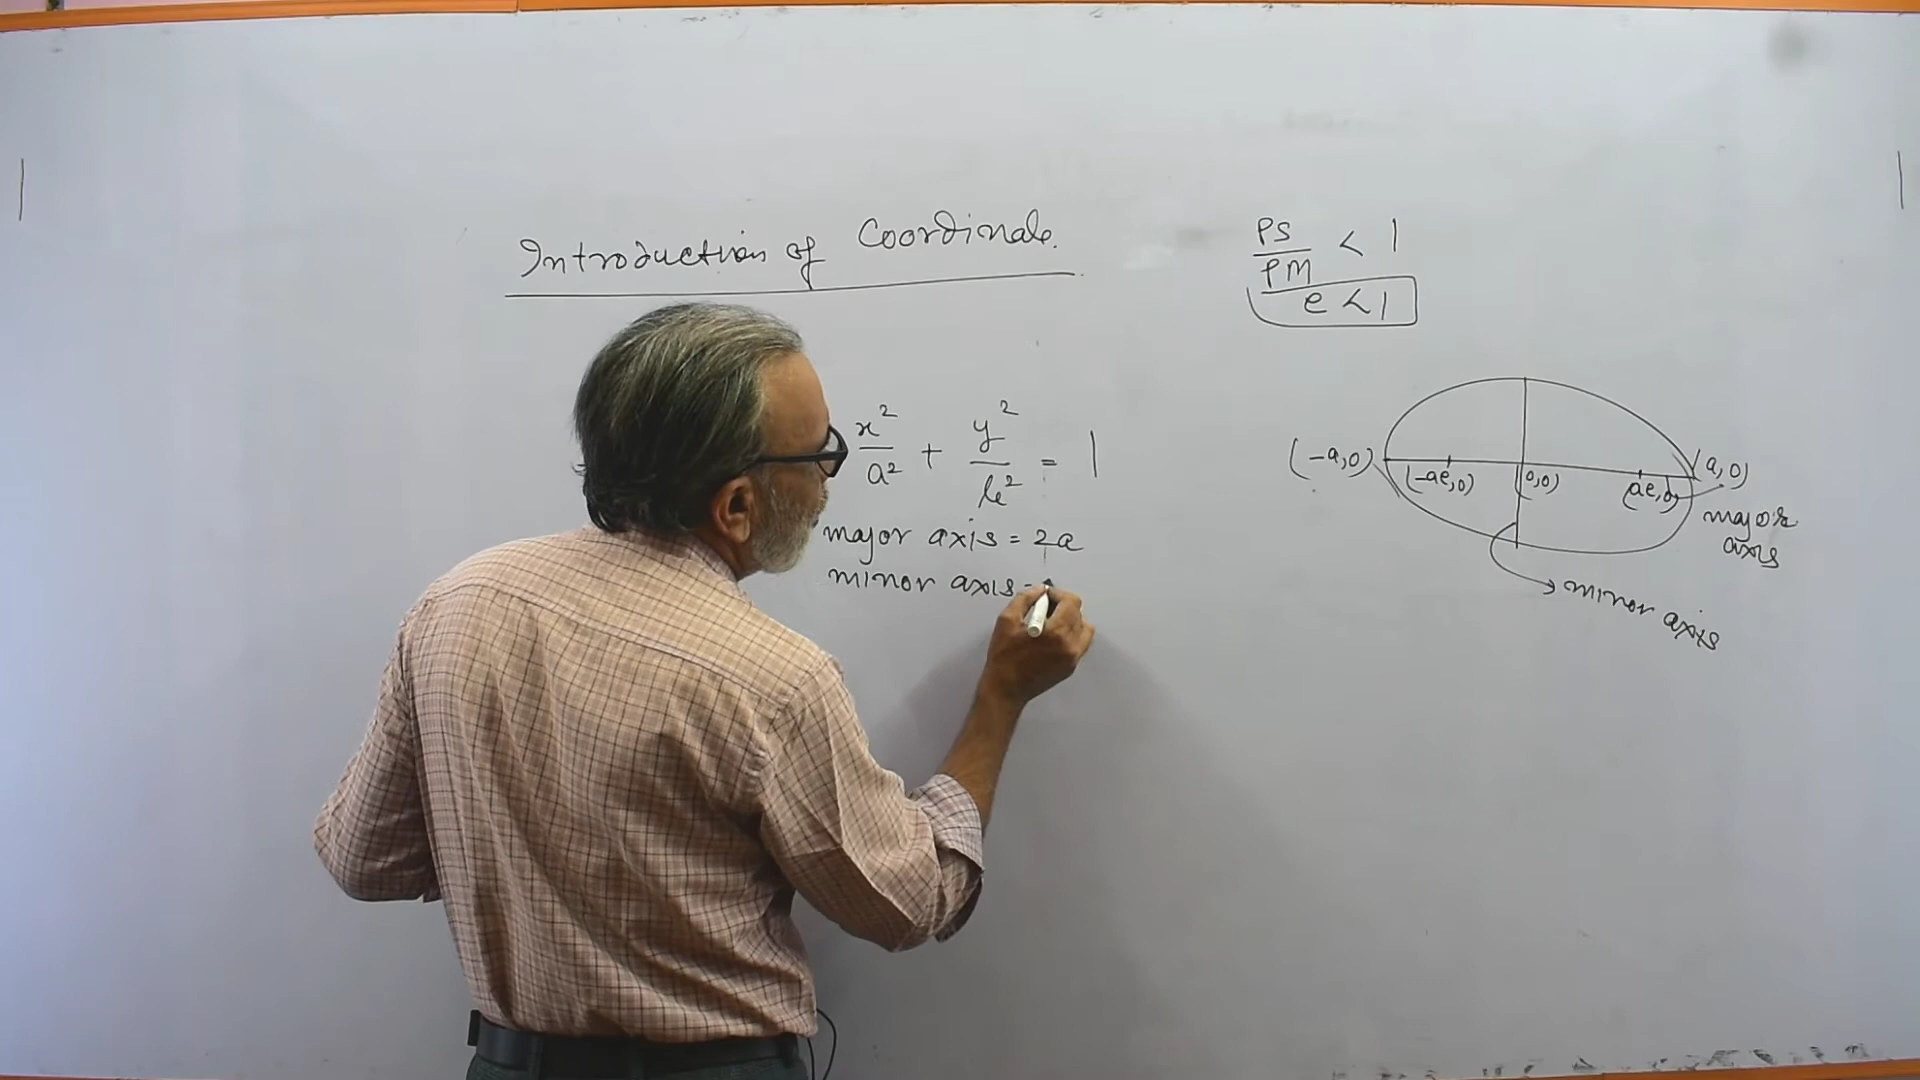 Introduction of Coordinate.
PS/PM < 1
e < 1
x²/a² + y²/b² = 1
major axis = 2a
minor axis =
(-a,0)
(-ae,0)
(0,0)
(ae,0)
(a,0)
major
axis
minor axis